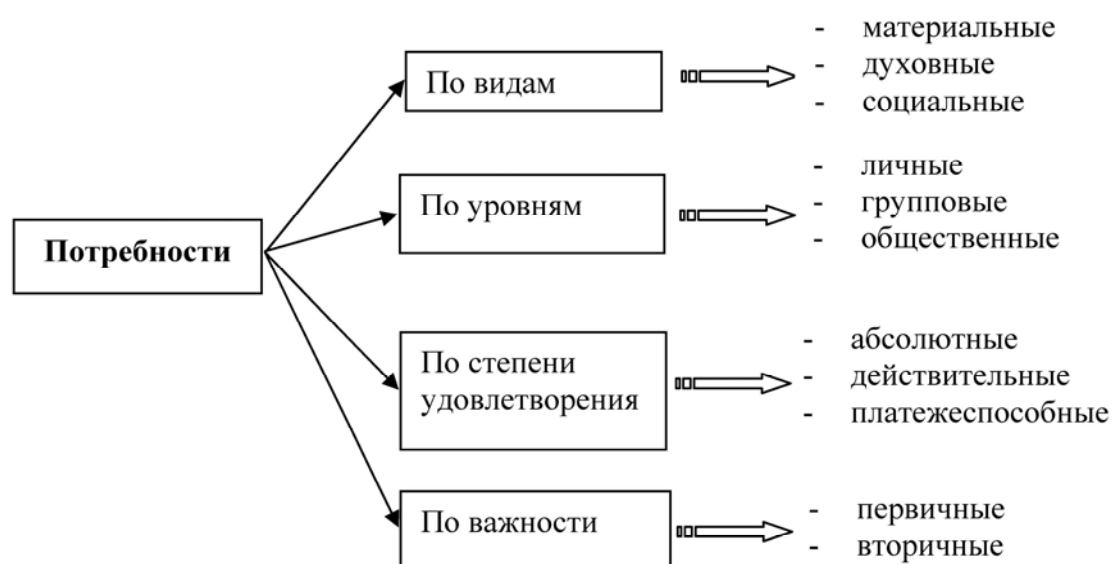 Потребности
По видам
- материальные
- духовные
- социальные
По уровням
- личные
- групповые
- общественные
По степени
удовлетворения
- абсолютные
- действительные
- платежеспособные
По важности
- первичные
- вторичные